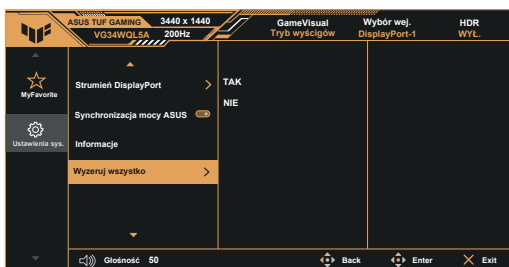 ASUS TUF GAMING 3440 x 1440
VG34WQL5A 200Hz
GameVisual
Tryb wyścigów
Wybór wej.
DisplayPort-1
HDR
WYŁ.
MyFavorite
Ustawienia sys.
Strumień DisplayPort
Synchronizacja mocy ASUS
Informacje
Wyzeruj wszystko
TAK
NIE
Głośność 50
Back
Enter
Exit